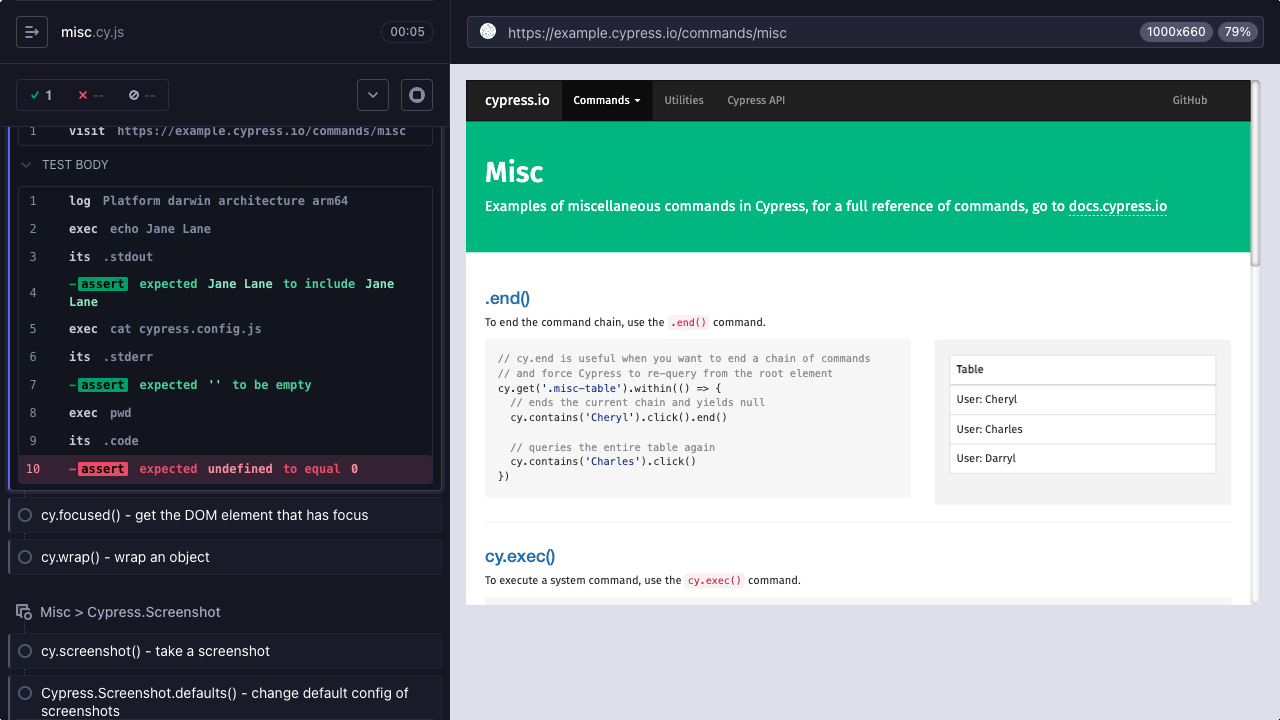 misc.cy.js
00:05
1
--
--
1 visit https://example.cypress.io/commands/misc
TEST BODY
1 log Platform darwin architecture arm64
2 exec echo Jane Lane
3 its .stdout
4 -assert expected Jane Lane to include Jane
Lane
5 exec cat cypress.config.js
6 its .stderr
7 -assert expected '' to be empty
8 exec pwd
9 its .code
10 -assert expected undefined to equal 0
cy.focused() - get the DOM element that has focus
cy.wrap() - wrap an object
Misc > Cypress.Screenshot
cy.screenshot() - take a screenshot
Cypress.Screenshot.defaults() - change default config of
screenshots
https://example.cypress.io/commands/misc
1000x660 79%
cypress.io Commands Utilities Cypress API GitHub
Misc
Examples of miscellaneous commands in Cypress, for a full reference of commands, go to docs.cypress.io
.end()
To end the command chain, use the .end() command.
// cy.end is useful when you want to end a chain of commands
// and force Cypress to re-query from the root element
cy.get('.misc-table').within(() => {
// ends the current chain and yields null
cy.contains('Cheryl').click().end()
// queries the entire table again
cy.contains('Charles').click()
})
Table
User: Cheryl
User: Charles
User: Darryl
cy.exec()
To execute a system command, use the cy.exec() command.